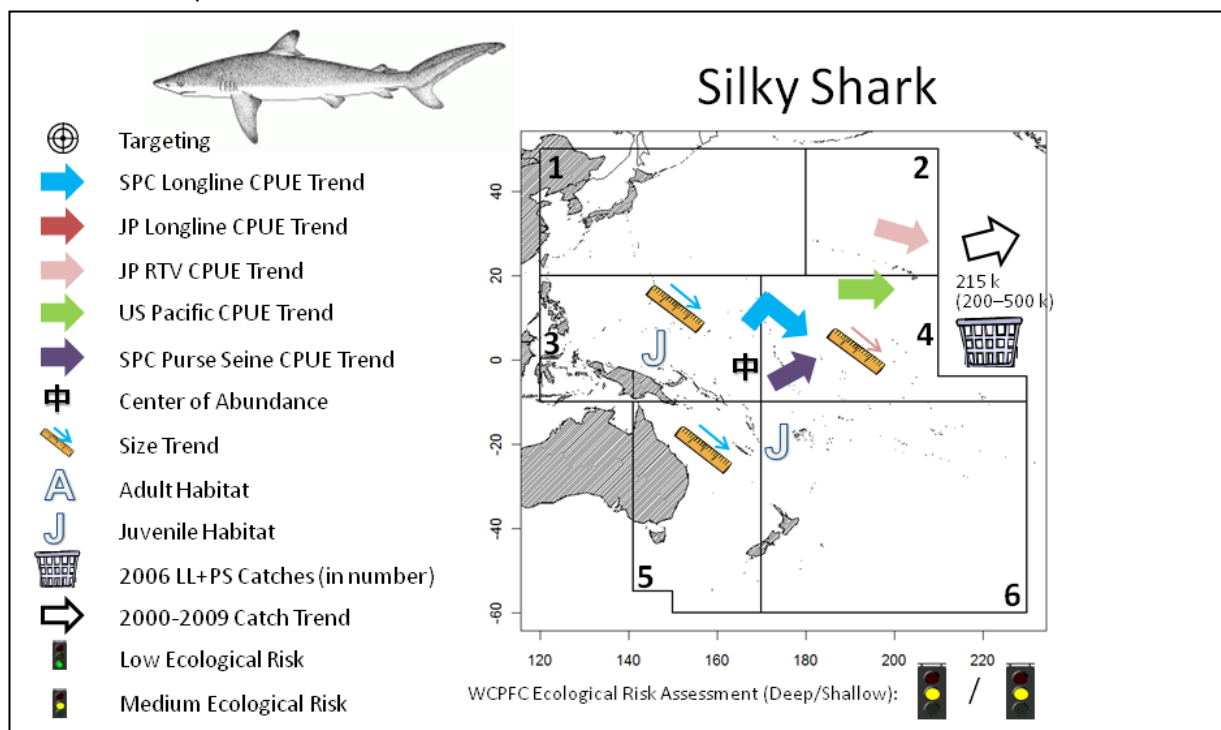 Silky Shark
Targeting
SPC Longline CPUE Trend
JP Longline CPUE Trend
JP RTV CPUE Trend
US Pacific CPUE Trend
SPC Purse Seine CPUE Trend
中 Center of Abundance
Size Trend
A Adult Habitat
J Juvenile Habitat
2006 LL+PS Catches (in number)
2000-2009 Catch Trend
Low Ecological Risk
Medium Ecological Risk
1
2
3
4
5
6
J
中
J
215 k
(200–500 k)
40
20
0
-20
-40
-60
120 140 160 180 200 220
WCPFC Ecological Risk Assessment (Deep/Shallow): /